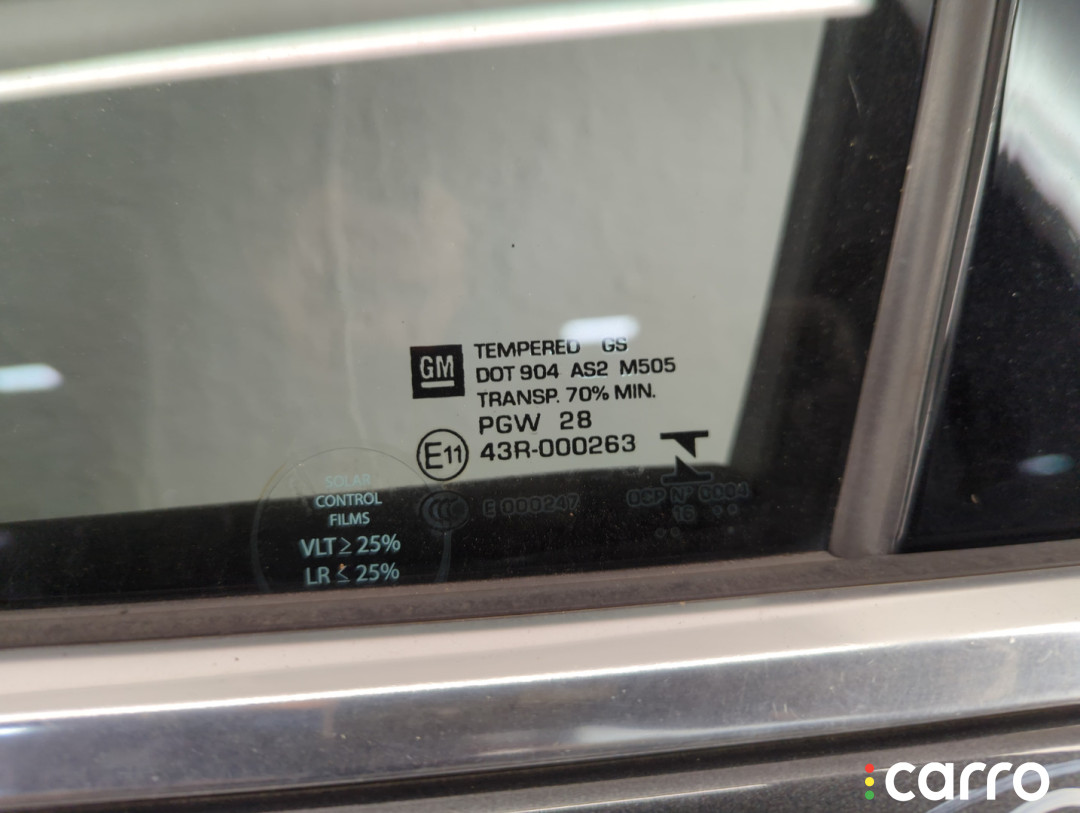 GM
TEMPERED GS
DOT 904 AS2 M505
TRANSP. 70% MIN.
PGW 28
E11 43R-000263
CCC E 000247
N
OCP Nº 0004
16
SOLAR
CONTROL
FILMS
VLT ≥ 25%
LR ≤ 25%
carro